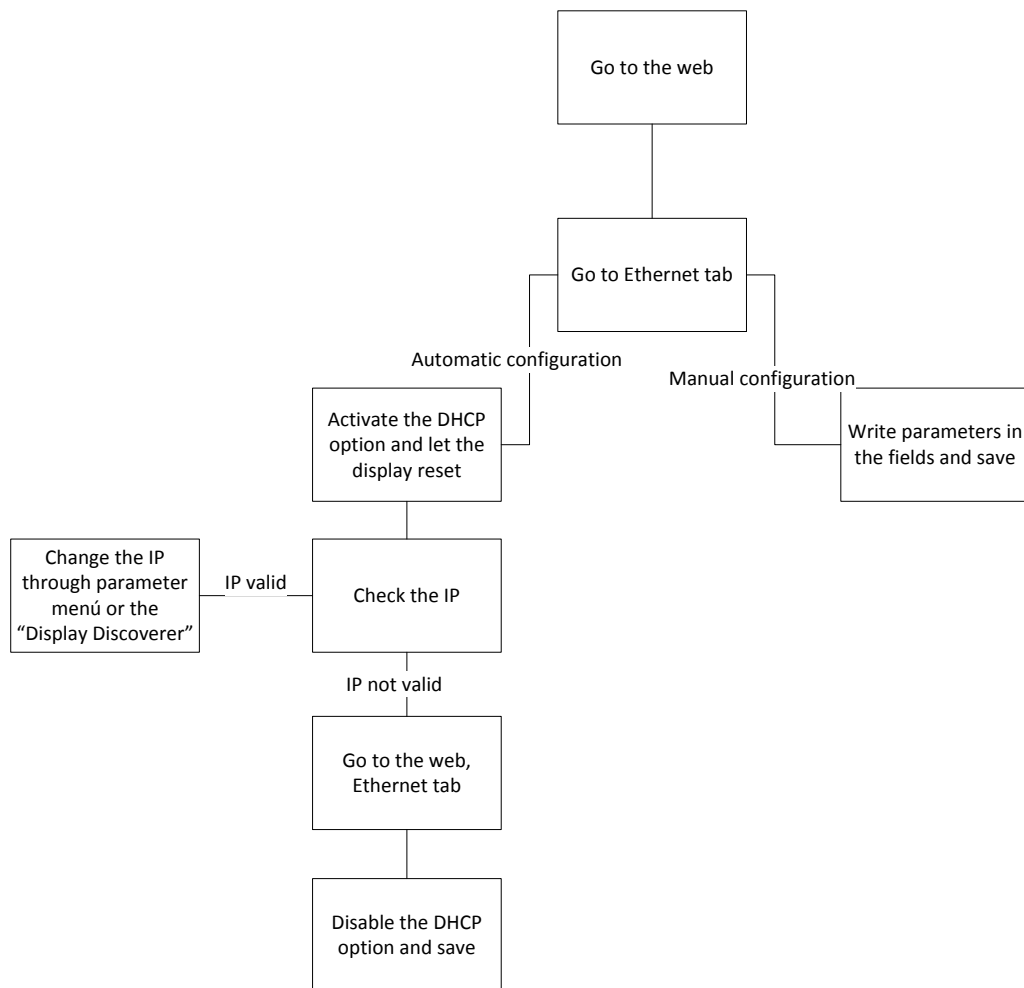 Go to the web
Go to Ethernet tab
Automatic configuration
Manual configuration
Activate the DHCP
option and let the
display reset
Write parameters in
the fields and save
Change the IP
through parameter
menú or the
“Display Discoverer”
IP valid
Check the IP
IP not valid
Go to the web,
Ethernet tab
Disable the DHCP
option and save